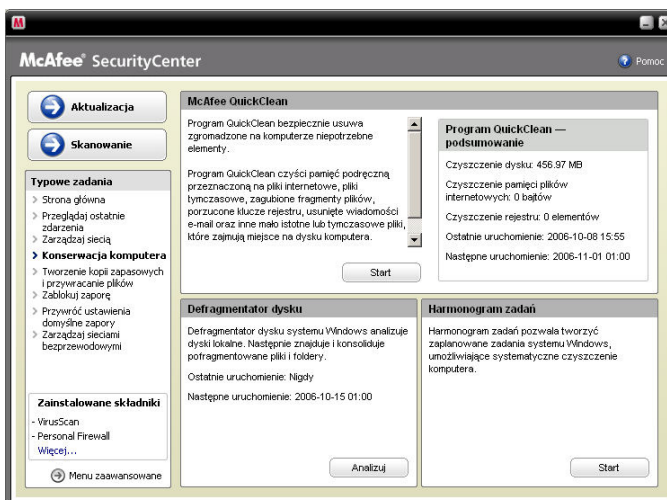 McAfee® SecurityCenter
Pomoc
Aktualizacja
Skanowanie
Typowe zadania
Strona główna
Przeglądaj ostatnie
zdarzenia
Zarządzaj siecią
Konserwacja komputera
Tworzenie kopii zapasowych
i przywracanie plików
Zablokuj zaporę
Przywróć ustawienia
domyślne zapory
Zarządzaj sieciami
bezprzewodowymi
Zainstalowane składniki
- VirusScan
- Personal Firewall
Więcej...
Menu zaawansowane
McAfee QuickClean
Program QuickClean bezpiecznie usuwa
zgromadzone na komputerze niepotrzebne
elementy.
Program QuickClean czyści pamięć podręczną
przeznaczoną na pliki internetowe, pliki
tymczasowe, zagubione fragmenty plików,
porzucone klucze rejestru, usunięte wiadomości
e-mail oraz inne mało istotne lub tymczasowe pliki,
które zajmują miejsce na dysku komputera.
Start
Program QuickClean —
podsumowanie
Czyszczenie dysku: 456.97 MB
Czyszczenie pamięci plików
internetowych: 0 bajtów
Czyszczenie rejestru: 0 elementów
Ostatnie uruchomienie: 2006-10-08 15:55
Następne uruchomienie: 2006-11-01 01:00
Defragmentator dysku
Defragmentator dysku systemu Windows analizuje
dyski lokalne. Następnie znajduje i konsoliduje
pofragmentowane pliki i foldery.
Ostatnie uruchomienie: Nigdy
Następne uruchomienie: 2006-10-15 01:00
Analizuj
Harmonogram zadań
Harmonogram zadań pozwala tworzyć
zaplanowane zadania systemu Windows,
umożliwiające systematyczne czyszczenie
komputera.
Start